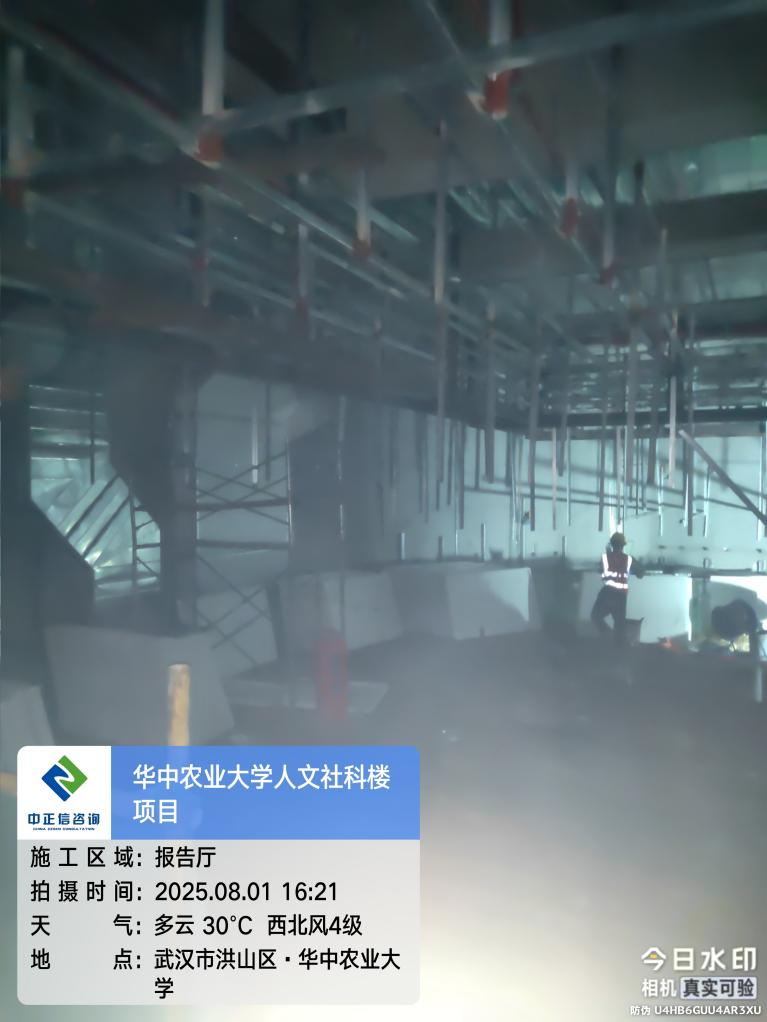 华中农业大学人文社科楼
项目
中正信咨询
施工区域：报告厅
拍摄时间：2025.08.01 16:21
天气：多云 30℃ 西北风4级
地点：武汉市洪山区·华中农业大
学
今日水印
相机 真实可验
防伪 U4HB6GUU4AR3XU